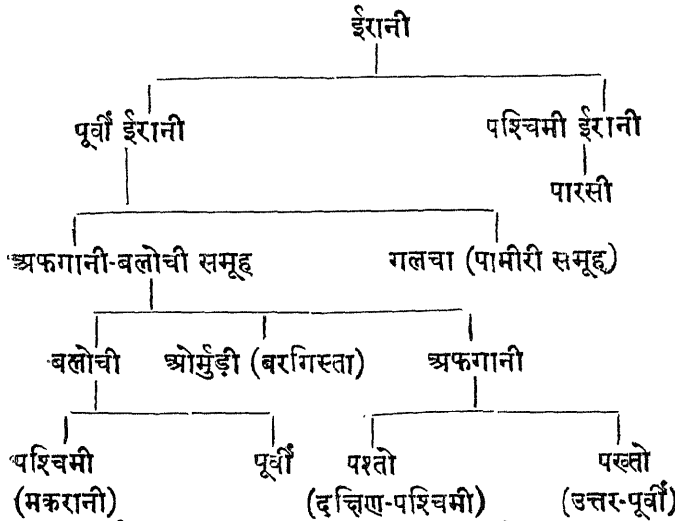 ईरानी
पूर्वी ईरानी पश्चिमी ईरानी
पारसी
अफगानी-बलोची समूह गलचा (पामीरी समूह)
बलोची ओर्मुड़ी (बरगिस्ता) अफगानी
पश्चिमी पूर्वी पश्तो पख्तो
(मकरानी) (दक्षिण-पश्चिमी) (उत्तर-पूर्वी)